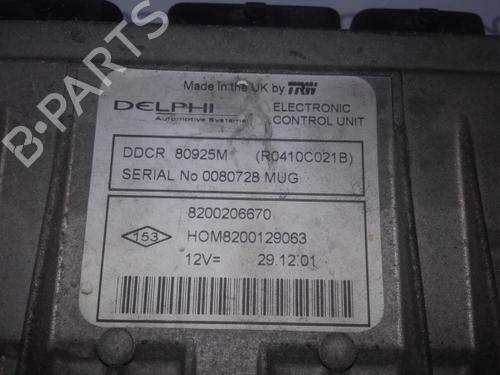 Made in the UK by TRW
DELPHI ELECTRONIC
Automotive Systems CONTROL UNIT
DDCR 80925M (R0410C021B)
SERIAL No 0080728 MUG
8200206670
153 HOM8200129063
12V= 29.12.01
B-PARTS